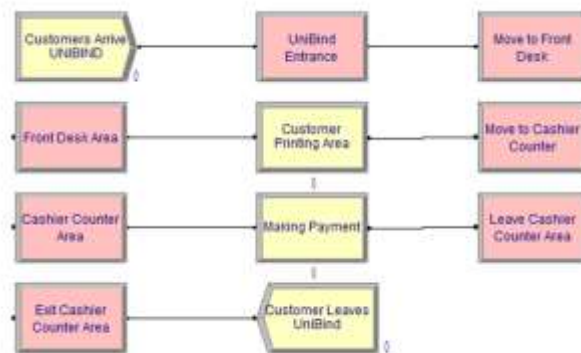 Customers Arrive
UNIBIND
UniBind
Entrance
Move to Front
Desk
0
Front Desk Area
Customer
Printing Area
Move to Cashier
Counter
0
Cashier Counter
Area
Making Payment
Leave Cashier
Counter Area
0
Exit Cashier
Counter Area
Customer Leaves
UniBind
0